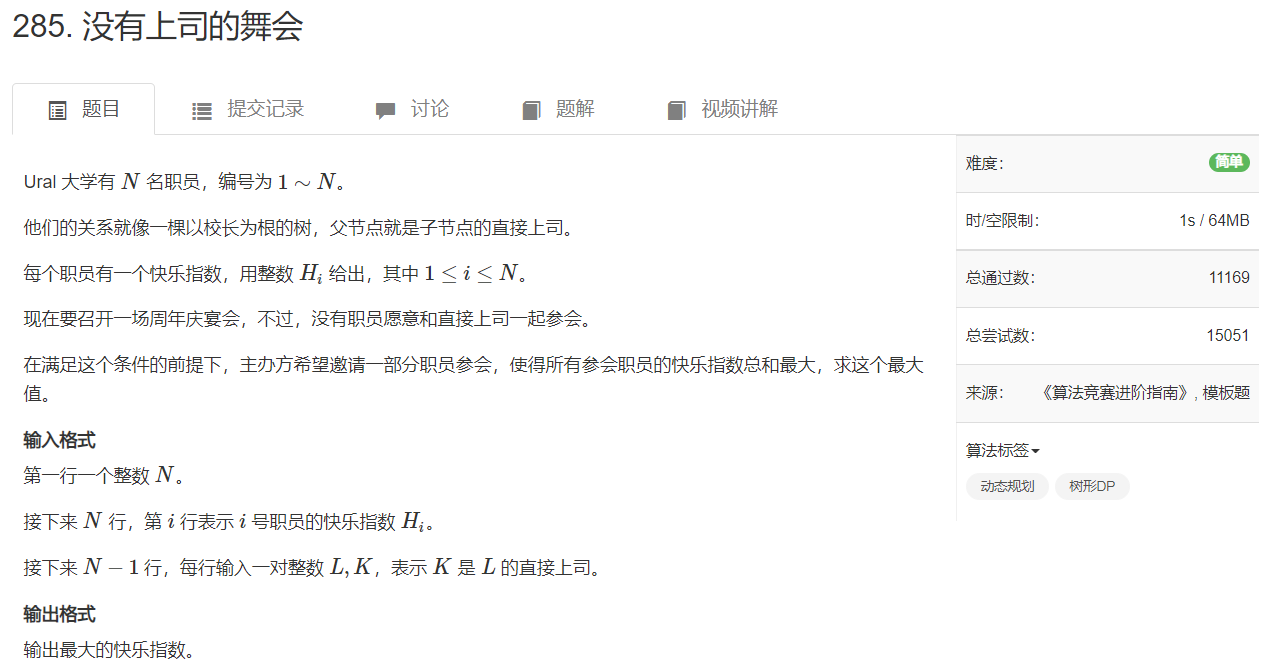 285. 没有上司的舞会
题目 提交记录 讨论 题解 视频讲解
Ural 大学有 N 名职员，编号为 1 ∼ N。
他们的关系就像一棵以校长为根的树，父节点就是子节点的直接上司。
每个职员有一个快乐指数，用整数 H_i 给出，其中 1 ≤ i ≤ N。
现在要召开一场周年庆宴会，不过，没有职员愿意和直接上司一起参会。
在满足这个条件的前提下，主办方希望邀请一部分职员参会，使得所有参会职员的快乐指数总和最大，求这个最大
值。
输入格式
第一行一个整数 N。
接下来 N 行，第 i 行表示 i 号职员的快乐指数 H_i。
接下来 N − 1 行，每行输入一对整数 L, K，表示 K 是 L 的直接上司。
输出格式
输出最大的快乐指数。
难度： 简单
时/空限制： 1s / 64MB
总通过数： 11169
总尝试数： 15051
来源： 《算法竞赛进阶指南》, 模板题
算法标签
动态规划 树形DP